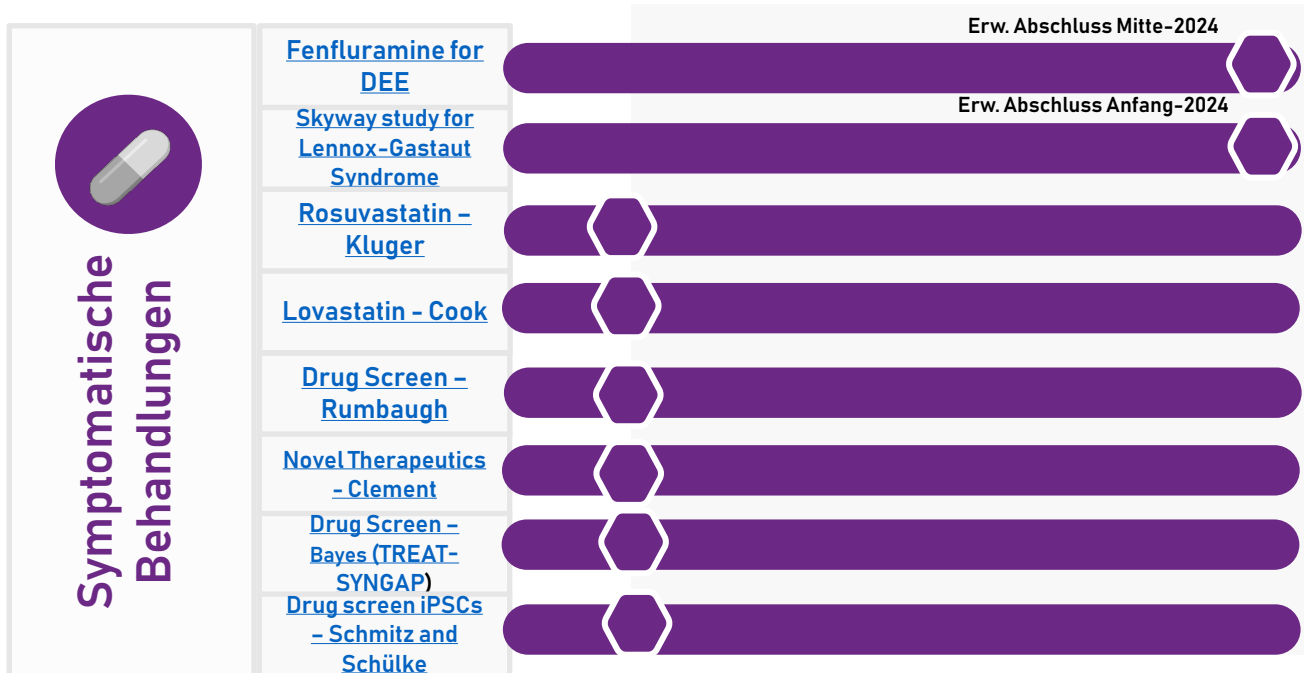 Symptomatische
Behandlungen
Fenfluramine for
DEE
Erw. Abschluss Mitte-2024
Skyway study for
Lennox-Gastaut
Syndrome
Erw. Abschluss Anfang-2024
Rosuvastatin –
Kluger
Lovastatin - Cook
Drug Screen –
Rumbaugh
Novel Therapeutics
- Clement
Drug Screen –
Bayes (TREAT-
SYNGAP)
Drug screen iPSCs
– Schmitz and
Schülke